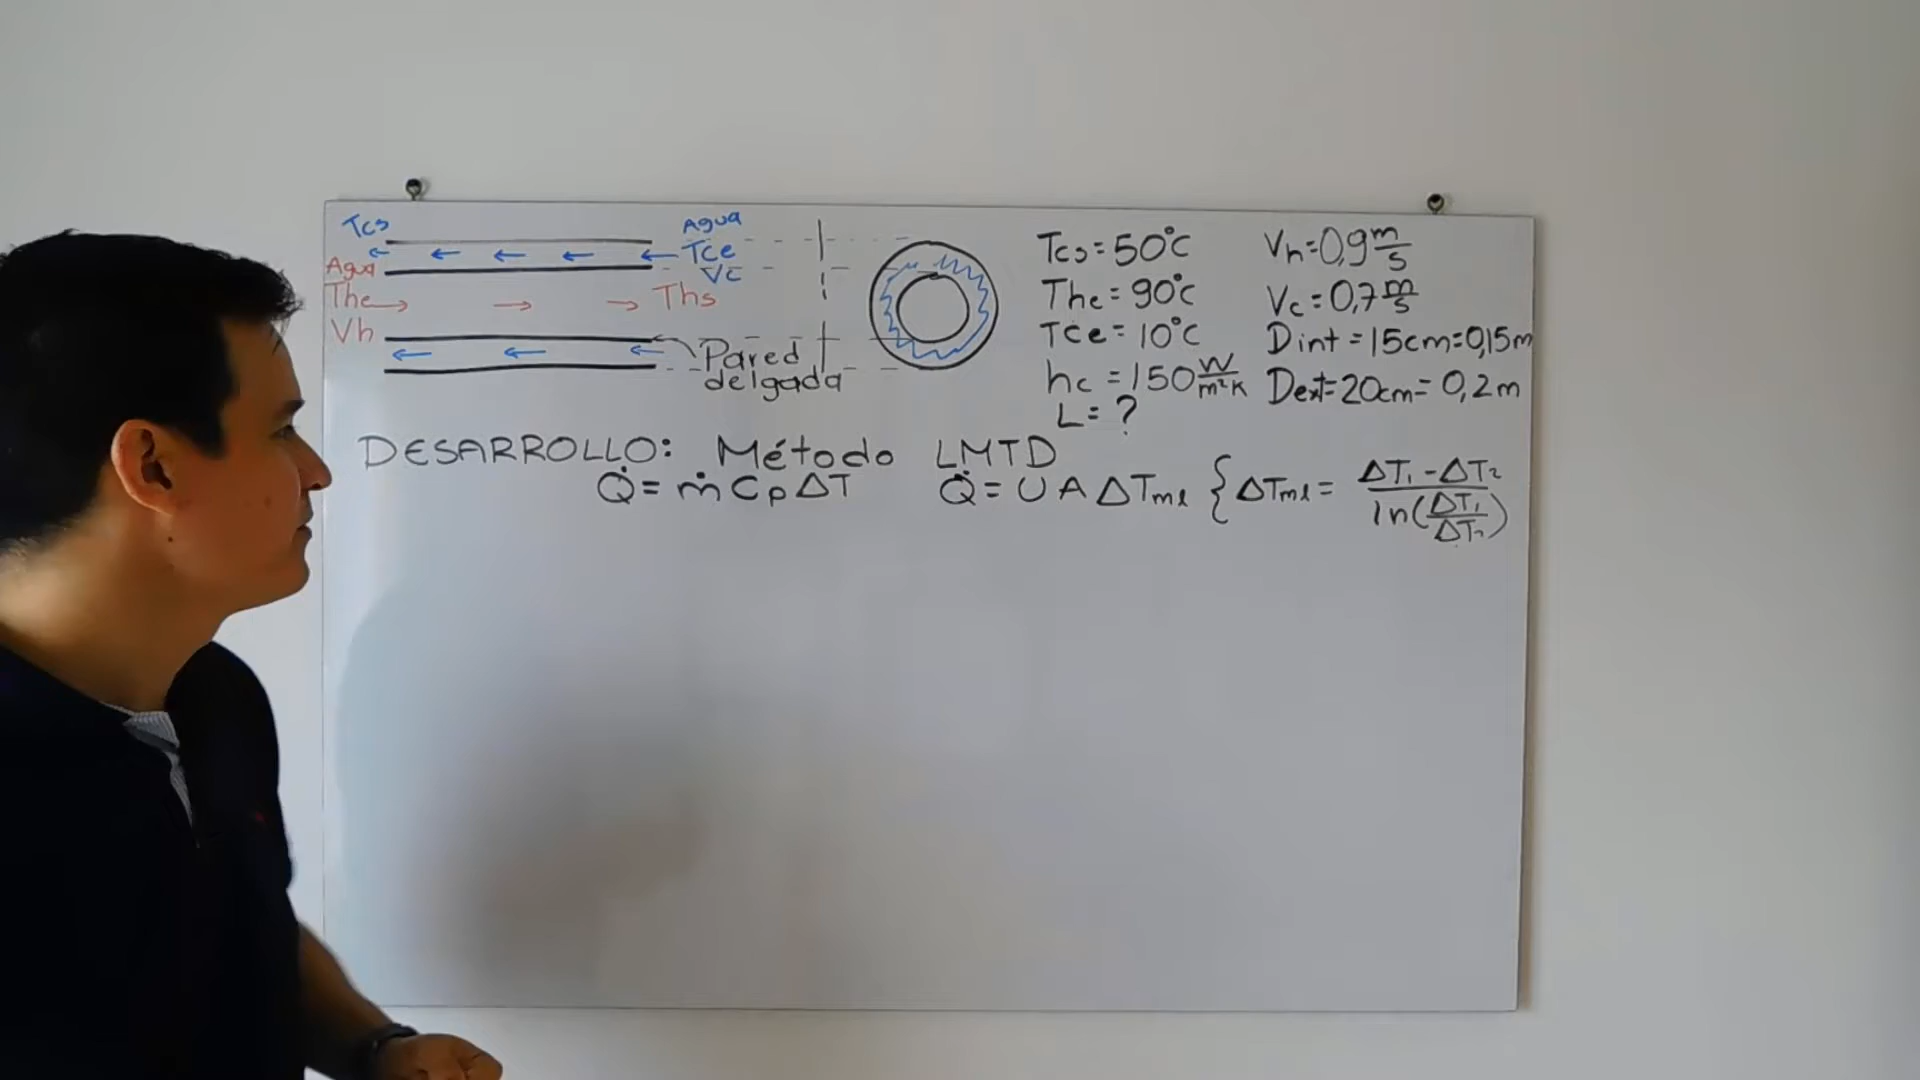 Tcs
Agua
Tce
Vc
Agua
The
Ths
Vh
Pared
delgada
Tcs = 50°C
The = 90°C
Tce = 10°C
hc = 150 W/m²K
L = ?
Vh = 0,9 m/s
Vc = 0,7 m/s
Dint = 15cm = 0,15m
Dext = 20cm = 0,2m
DESARROLLO: Método LMTD
Q̇ = ṁ Cp ΔT Q̇ = U A ΔTml { ΔTml = (ΔT₁ - ΔT₂) / ln(ΔT₁/ΔT₂)